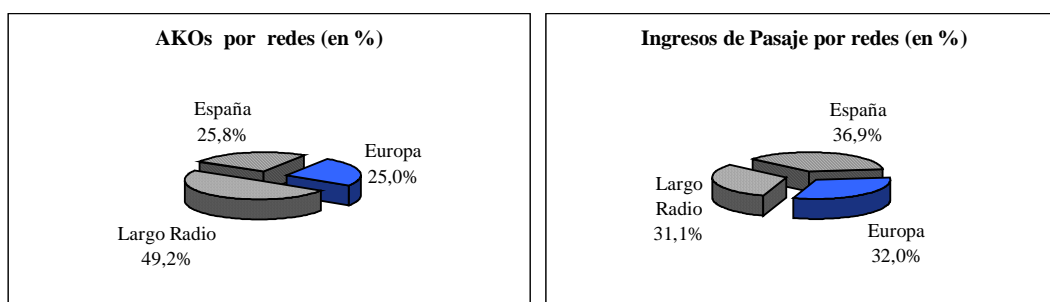 AKOs por redes (en %)
España
25,8%
Europa
25,0%
Largo Radio
49,2%
Ingresos de Pasaje por redes (en %)
España
36,9%
Largo
Radio
31,1%
Europa
32,0%